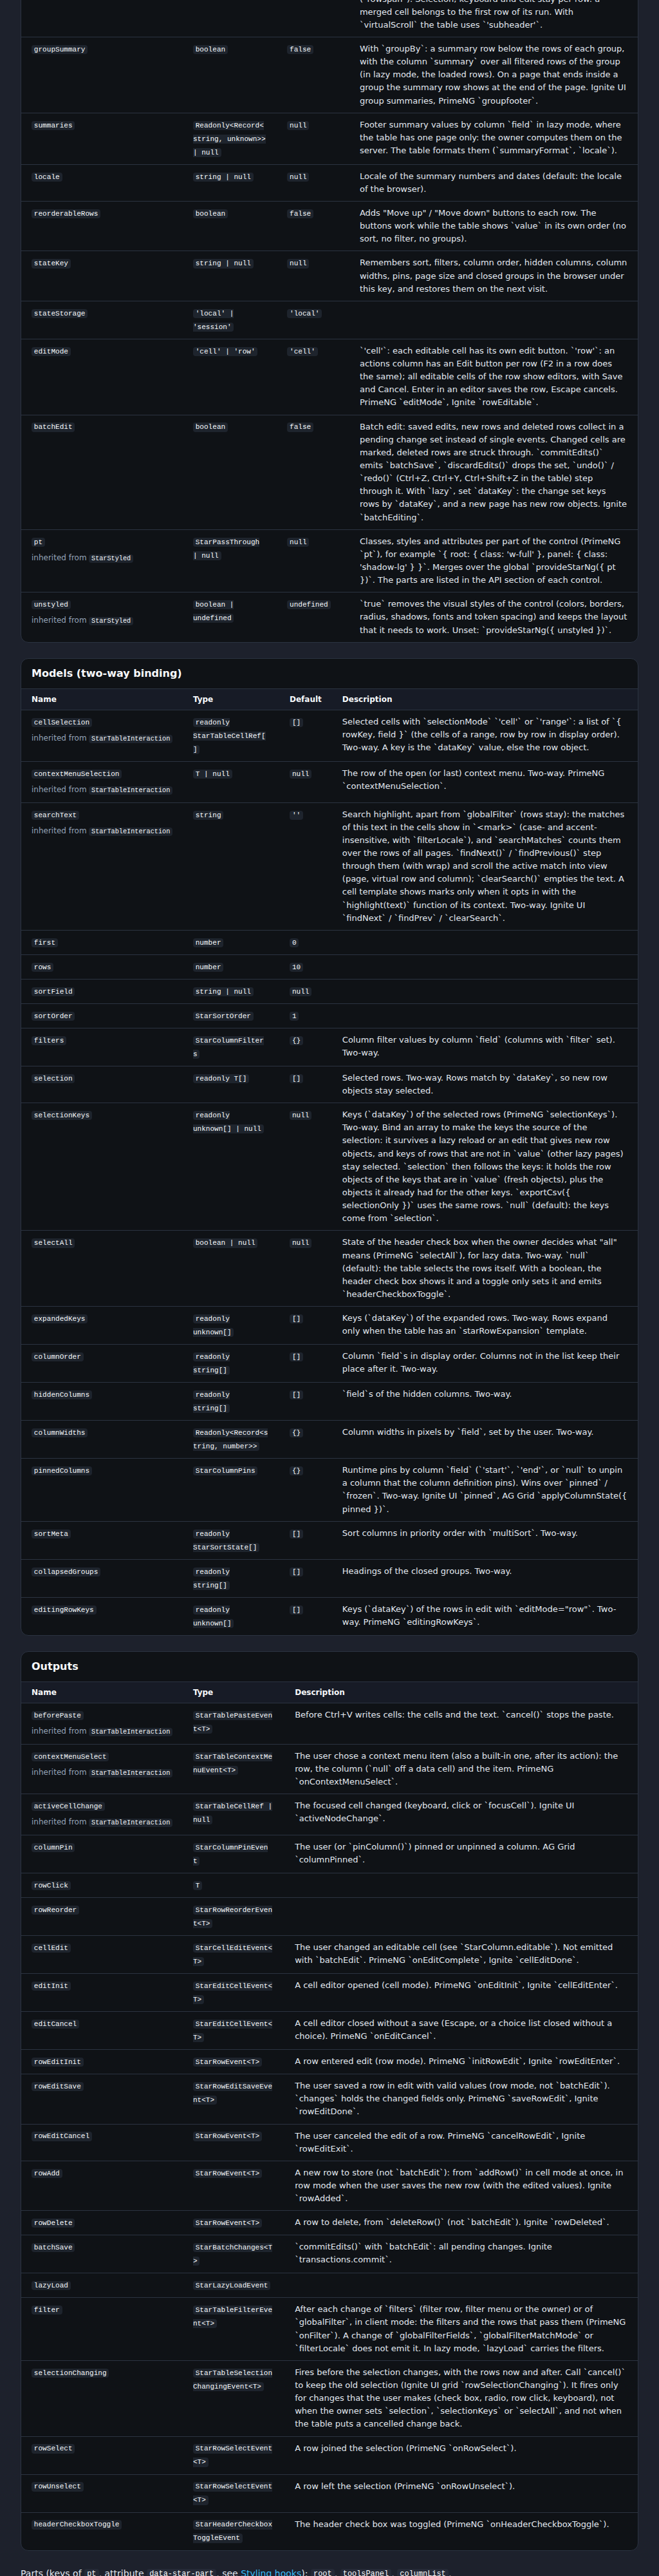 ('rowspan'). Selection, keyboard and edit stay per row: a
merged cell belongs to the first row of its run. With
`virtualScroll` the table uses `'subheader'`.
groupSummary boolean false With `groupBy`: a summary row below the rows of each group,
with the column `summary` over all filtered rows of the group
(in lazy mode, the loaded rows). On a page that ends inside a
group the summary row shows at the end of the page. Ignite UI
group summaries, PrimeNG `groupfooter`.
summaries Readonly<Record< null Footer summary values by column `field` in lazy mode, where
string, unknown>> the table has one page only: the owner computes them on the
| null server. The table formats them (`summaryFormat`, `locale`).
locale string | null null Locale of the summary numbers and dates (default: the locale
of the browser).
reorderableRows boolean false Adds "Move up" / "Move down" buttons to each row. The
buttons work while the table shows `value` in its own order (no
sort, no filter, no groups).
stateKey string | null null Remembers sort, filters, column order, hidden columns, column
widths, pins, page size and closed groups in the browser under
this key, and restores them on the next visit.
stateStorage 'local' | 'local'
'session'
editMode 'cell' | 'row' 'cell' `'cell'`: each editable cell has its own edit button. `'row'`: an
actions column has an Edit button per row (F2 in a row does
the same); all editable cells of the row show editors, with Save
and Cancel. Enter in an editor saves the row, Escape cancels.
PrimeNG `editMode`, Ignite `rowEditable`.
batchEdit boolean false Batch edit: saved edits, new rows and deleted rows collect in a
pending change set instead of single events. Changed cells are
marked, deleted rows are struck through. `commitEdits()`
emits `batchSave`, `discardEdits()` drops the set, `undo()` /
`redo()` (Ctrl+Z, Ctrl+Y, Ctrl+Shift+Z in the table) step
through it. With `lazy`, set `dataKey`: the change set keys
rows by `dataKey`, and a new page has new row objects. Ignite
`batchEditing`.
pt StarPassThrough null Classes, styles and attributes per part of the control (PrimeNG
inherited from StarStyled | null `pt`), for example `{ root: { class: 'w-full' }, panel: { class:
'shadow-lg' } }`. Merges over the global `provideStarNg({ pt
})`. The parts are listed in the API section of each control.
unstyled boolean | undefined `true` removes the visual styles of the control (colors, borders,
inherited from StarStyled undefined radius, shadows, fonts and token spacing) and keeps the layout
that it needs to work. Unset: `provideStarNg({ unstyled })`.
Models (two-way binding)
Name Type Default Description
cellSelection readonly [] Selected cells with `selectionMode` `'cell'` or `'range'`: a list of `{
inherited from StarTableInteraction StarTableCellRef[ rowKey, field }` (the cells of a range, row by row in display order).
] Two-way. A key is the `dataKey` value, else the row object.
contextMenuSelection T | null null The row of the open (or last) context menu. Two-way. PrimeNG
inherited from StarTableInteraction `contextMenuSelection`.
searchText string '' Search highlight, apart from `globalFilter` (rows stay): the matches
inherited from StarTableInteraction of this text in the cells show in `<mark>` (case- and accent-
insensitive, with `filterLocale`), and `searchMatches` counts them
over the rows of all pages. `findNext()` / `findPrevious()` step
through them (with wrap) and scroll the active match into view
(page, virtual row and column); `clearSearch()` empties the text. A
cell template shows marks only when it opts in with the
`highlight(text)` function of its context. Two-way. Ignite UI
`findNext` / `findPrev` / `clearSearch`.
first number 0
rows number 10
sortField string | null null
sortOrder StarSortOrder 1
filters StarColumnFilter {} Column filter values by column `field` (columns with `filter` set).
s Two-way.
selection readonly T[] [] Selected rows. Two-way. Rows match by `dataKey`, so new row
objects stay selected.
selectionKeys readonly null Keys (`dataKey`) of the selected rows (PrimeNG `selectionKeys`).
unknown[] | null Two-way. Bind an array to make the keys the source of the
selection: it survives a lazy reload or an edit that gives new row
objects, and keys of rows that are not in `value` (other lazy pages)
stay selected. `selection` then follows the keys: it holds the row
objects of the keys that are in `value` (fresh objects), plus the
objects it already had for the other keys. `exportCsv({
selectionOnly })` uses the same rows. `null` (default): the keys
come from `selection`.
selectAll boolean | null null State of the header check box when the owner decides what "all"
means (PrimeNG `selectAll`), for lazy data. Two-way. `null`
(default): the table selects the rows itself. With a boolean, the
header check box shows it and a toggle only sets it and emits
`headerCheckboxToggle`.
expandedKeys readonly [] Keys (`dataKey`) of the expanded rows. Two-way. Rows expand
unknown[] only when the table has an `starRowExpansion` template.
columnOrder readonly [] Column `field`s in display order. Columns not in the list keep their
string[] place after it. Two-way.
hiddenColumns readonly [] `field`s of the hidden columns. Two-way.
string[]
columnWidths Readonly<Record<s {} Column widths in pixels by `field`, set by the user. Two-way.
tring, number>>
pinnedColumns StarColumnPins {} Runtime pins by column `field` (`'start'`, `'end'`, or `null` to unpin
a column that the column definition pins). Wins over `pinned` /
`frozen`. Two-way. Ignite UI `pinned`, AG Grid `applyColumnState({
pinned })`.
sortMeta readonly [] Sort columns in priority order with `multiSort`. Two-way.
StarSortState[]
collapsedGroups readonly [] Headings of the closed groups. Two-way.
string[]
editingRowKeys readonly [] Keys (`dataKey`) of the rows in edit with `editMode="row"`. Two-
unknown[] way. PrimeNG `editingRowKeys`.
Outputs
Name Type Description
beforePaste StarTablePasteEven Before Ctrl+V writes cells: the cells and the text. `cancel()` stops the paste.
inherited from StarTableInteraction t<T>
contextMenuSelect StarTableContextMe The user chose a context menu item (also a built-in one, after its action): the
inherited from StarTableInteraction nuEvent<T> row, the column (`null` off a data cell) and the item. PrimeNG
`onContextMenuSelect`.
activeCellChange StarTableCellRef | The focused cell changed (keyboard, click or `focusCell`). Ignite UI
inherited from StarTableInteraction null `activeNodeChange`.
columnPin StarColumnPinEven The user (or `pinColumn()`) pinned or unpinned a column. AG Grid
t `columnPinned`.
rowClick T
rowReorder StarRowReorderEven
t<T>
cellEdit StarCellEditEvent< The user changed an editable cell (see `StarColumn.editable`). Not emitted
T> with `batchEdit`. PrimeNG `onEditComplete`, Ignite `cellEditDone`.
editInit StarEditCellEvent< A cell editor opened (cell mode). PrimeNG `onEditInit`, Ignite `cellEditEnter`.
T>
editCancel StarEditCellEvent< A cell editor closed without a save (Escape, or a choice list closed without a
T> choice). PrimeNG `onEditCancel`.
rowEditInit StarRowEvent<T> A row entered edit (row mode). PrimeNG `initRowEdit`, Ignite `rowEditEnter`.
rowEditSave StarRowEditSaveEve The user saved a row in edit with valid values (row mode, not `batchEdit`).
nt<T> `changes` holds the changed fields only. PrimeNG `saveRowEdit`, Ignite
`rowEditDone`.
rowEditCancel StarRowEvent<T> The user canceled the edit of a row. PrimeNG `cancelRowEdit`, Ignite
`rowEditExit`.
rowAdd StarRowEvent<T> A new row to store (not `batchEdit`): from `addRow()` in cell mode at once, in
row mode when the user saves the new row (with the edited values). Ignite
`rowAdded`.
rowDelete StarRowEvent<T> A row to delete, from `deleteRow()` (not `batchEdit`). Ignite `rowDeleted`.
batchSave StarBatchChanges<T `commitEdits()` with `batchEdit`: all pending changes. Ignite
> `transactions.commit`.
lazyLoad StarLazyLoadEvent
filter StarTableFilterEve After each change of `filters` (filter row, filter menu or the owner) or of
nt<T> `globalFilter`, in client mode: the filters and the rows that pass them (PrimeNG
`onFilter`). A change of `globalFilterFields`, `globalFilterMatchMode` or
`filterLocale` does not emit it. In lazy mode, `lazyLoad` carries the filters.
selectionChanging StarTableSelection Fires before the selection changes, with the rows now and after. Call `cancel()`
ChangingEvent<T> to keep the old selection (Ignite UI grid `rowSelectionChanging`). It fires only
for changes that the user makes (check box, radio, row click, keyboard), not
when the owner sets `selection`, `selectionKeys` or `selectAll`, and not when
the table puts a cancelled change back.
rowSelect StarRowSelectEvent A row joined the selection (PrimeNG `onRowSelect`).
<T>
rowUnselect StarRowSelectEvent A row left the selection (PrimeNG `onRowUnselect`).
<T>
headerCheckboxToggle StarHeaderCheckbox The header check box was toggled (PrimeNG `onHeaderCheckboxToggle`).
ToggleEvent
Parts (keys of pt, attribute data-star-part, see Styling hooks): root, toolsPanel, columnList,